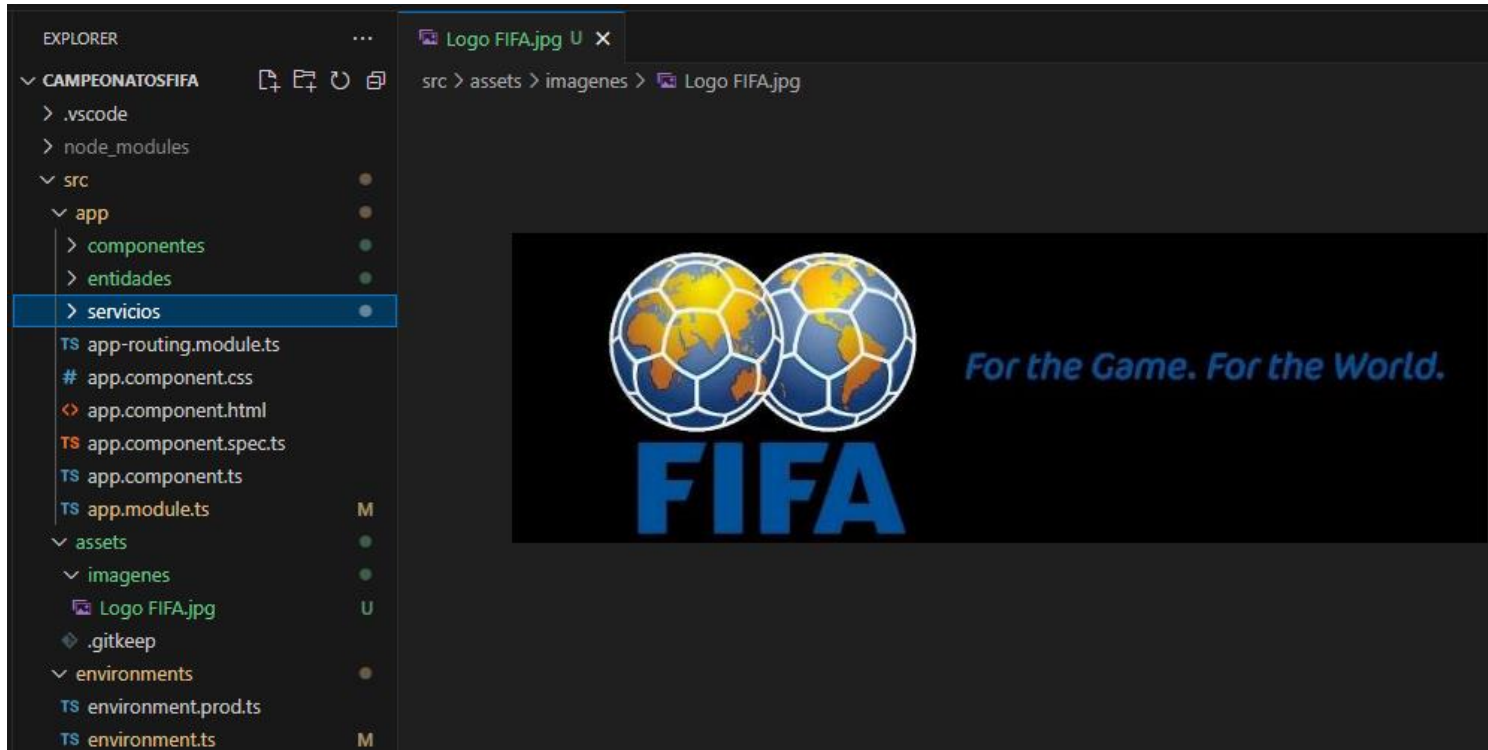 EXPLORER
Logo FIFA.jpg U
CAMPEONATOSFIFA
src > assets > imagenes > Logo FIFA.jpg
.vscode
node_modules
src
app
componentes
entidades
servicios
TS app-routing.module.ts
# app.component.css
<> app.component.html
TS app.component.spec.ts
TS app.component.ts
TS app.module.ts M
assets
imagenes
Logo FIFA.jpg U
.gitkeep
environments
TS environment.prod.ts
TS environment.ts M
For the Game. For the World.
FIFA